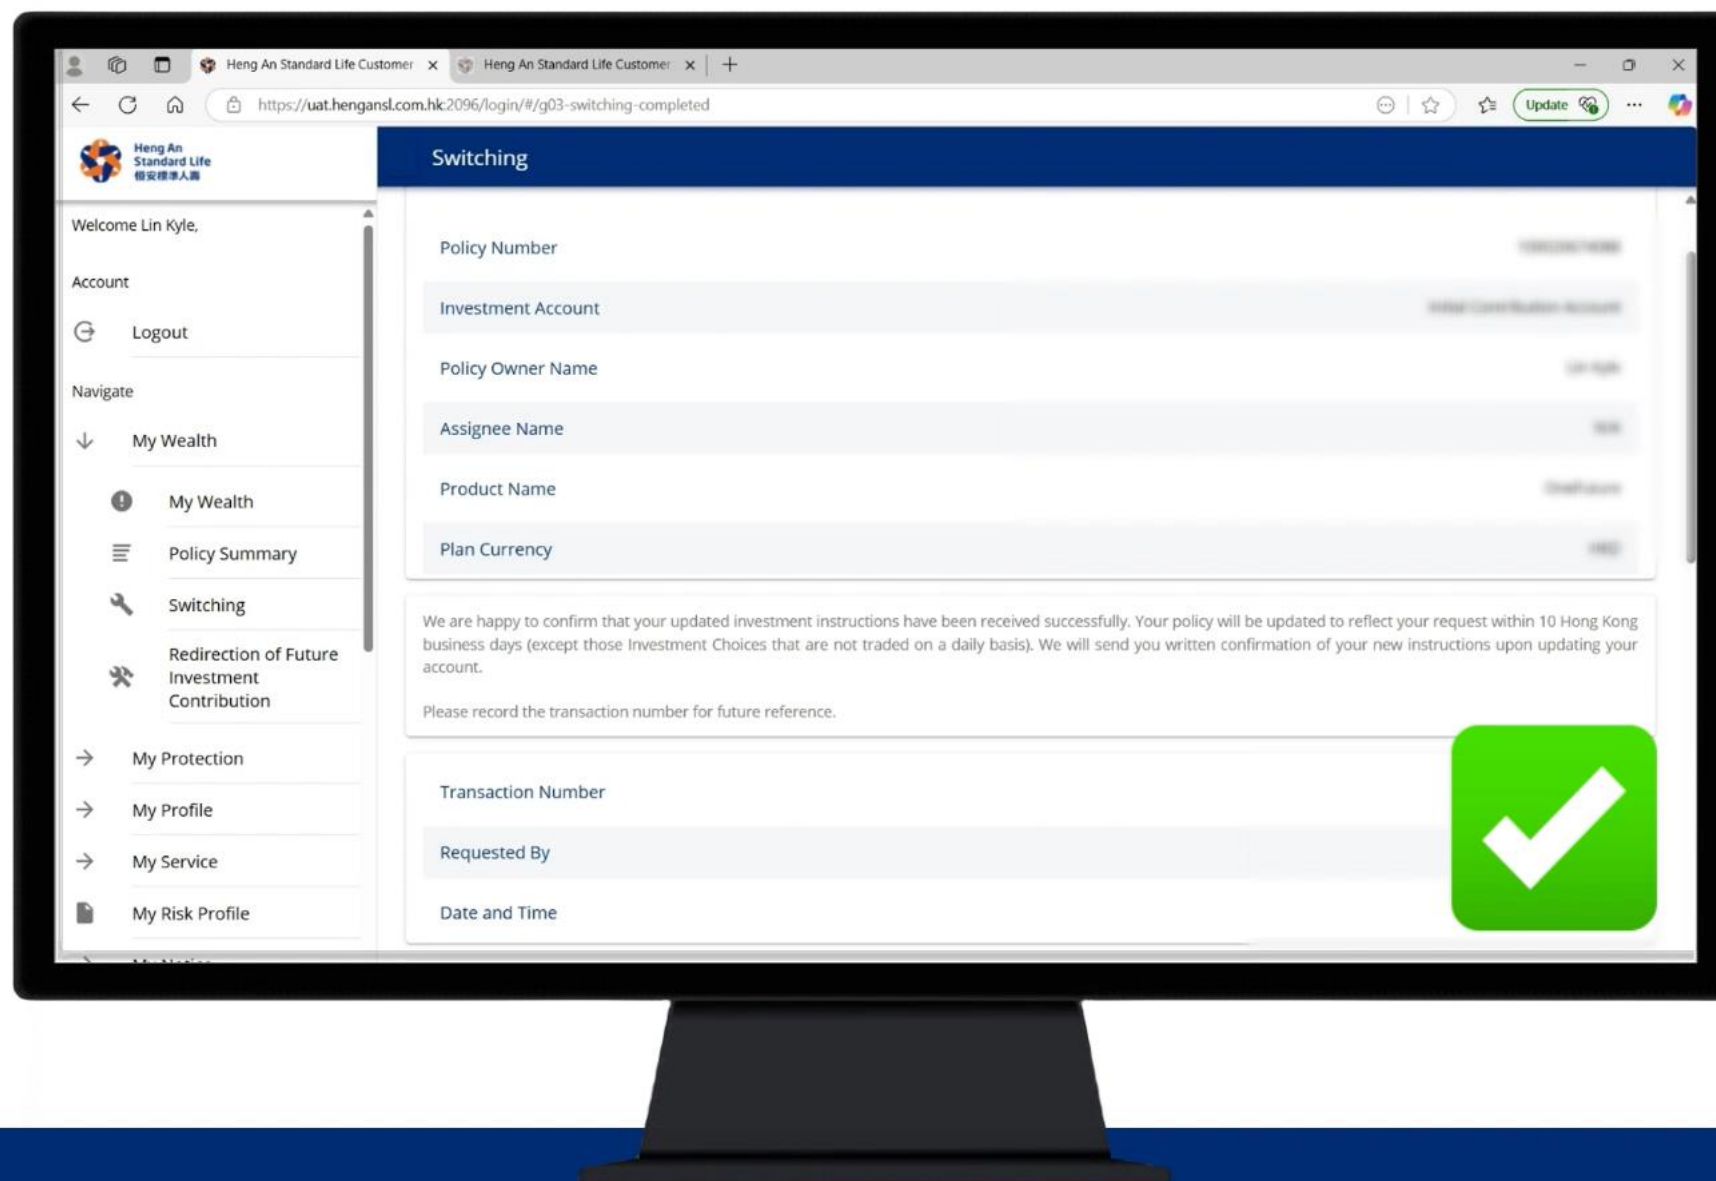 Heng An Standard Life Customer
Heng An Standard Life Customer
https://uat.hengansl.com.hk:2096/login/#/g03-switching-completed
Update
Heng An
Standard Life
恒安標準人壽
Switching
Welcome Lin Kyle,
Account
Logout
Navigate
My Wealth
My Wealth
Policy Summary
Switching
Redirection of Future
Investment
Contribution
My Protection
My Profile
My Service
My Risk Profile
Policy Number
Investment Account
Policy Owner Name
Assignee Name
Product Name
Plan Currency
We are happy to confirm that your updated investment instructions have been received successfully. Your policy will be updated to reflect your request within 10 Hong Kong
business days (except those Investment Choices that are not traded on a daily basis). We will send you written confirmation of your new instructions upon updating your
account.
Please record the transaction number for future reference.
Transaction Number
Requested By
Date and Time